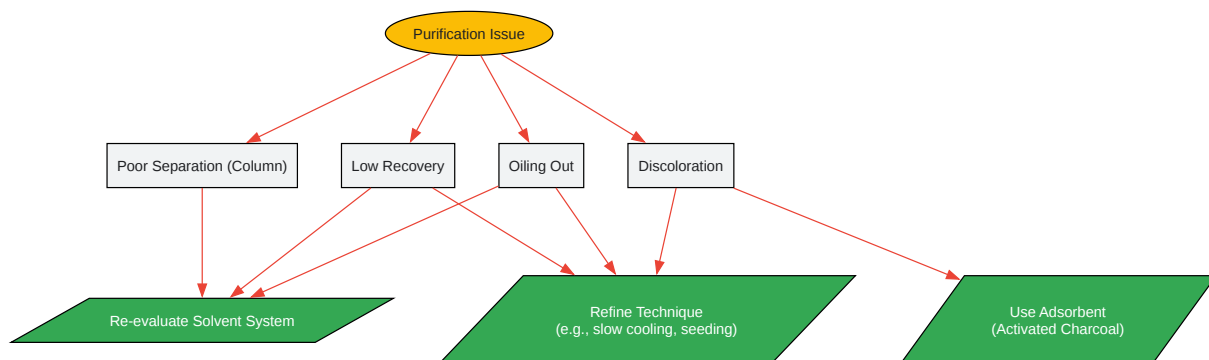 Purification Issue
Poor Separation (Column)
Low Recovery
Oiling Out
Discoloration
Re-evaluate Solvent System
Refine Technique
(e.g., slow cooling, seeding)
Use Adsorbent
(Activated Charcoal)